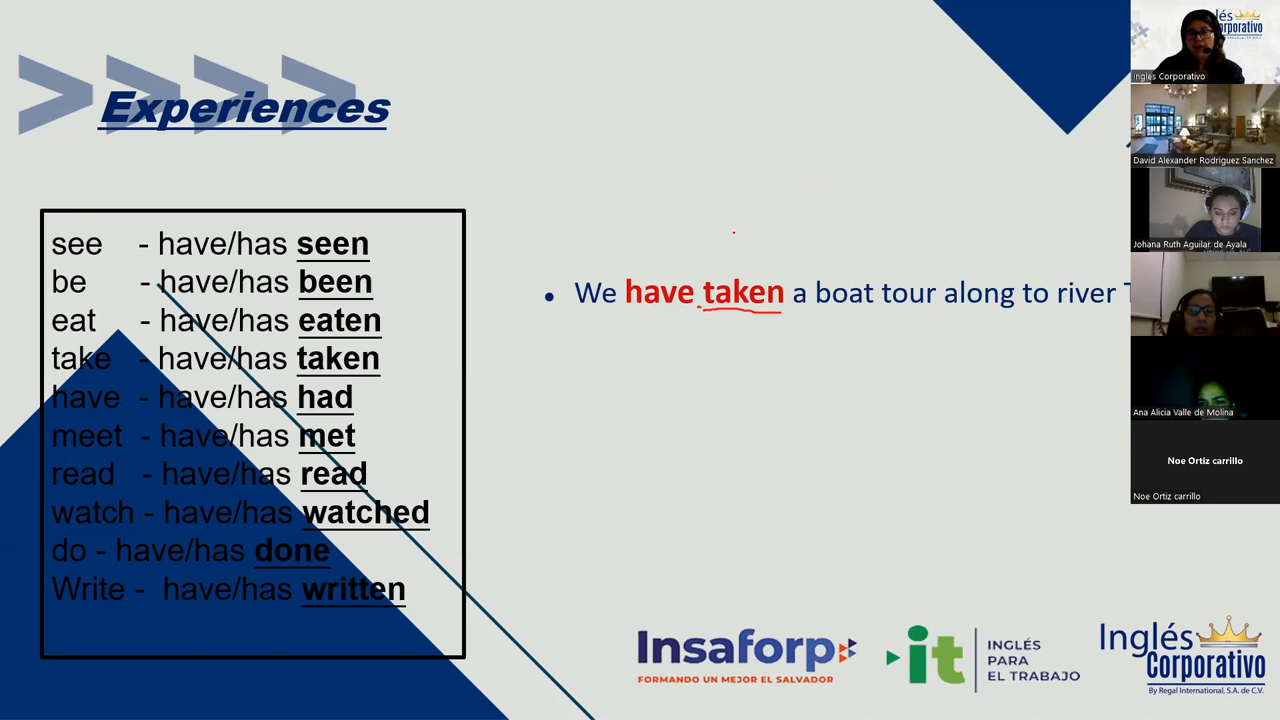 Experiences
see - have/has seen
be - have/has been
eat - have/has eaten
take - have/has taken
have - have/has had
meet - have/has met
read - have/has read
watch - have/has watched
do - have/has done
Write - have/has written
• We have taken a boat tour along to river
Insaforp
FORMANDO UN MEJOR EL SALVADOR
it
INGLÉS
PARA
EL TRABAJO
Inglés
Corporativo
By Regal International, S.A. de C.V.
Inglés Corporativo
David Alexander Rodriguez Sanchez
Johana Ruth Aguilar de Ayala
Ana Alicia Valle de Molina
Noe Ortiz carrillo
Noe Ortiz carrillo